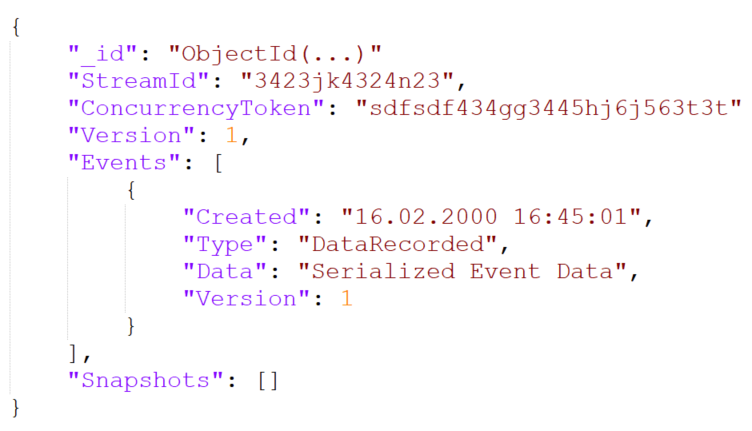 {
"_id": "ObjectId(...)"
"StreamId": "3423jk4324n23",
"ConcurrencyToken": "sdfsdf434gg3445hj6j563t3t"
"Version": 1,
"Events": [
{
"Created": "16.02.2000 16:45:01",
"Type": "DataRecorded",
"Data": "Serialized Event Data",
"Version": 1
}
],
"Snapshots": []
}